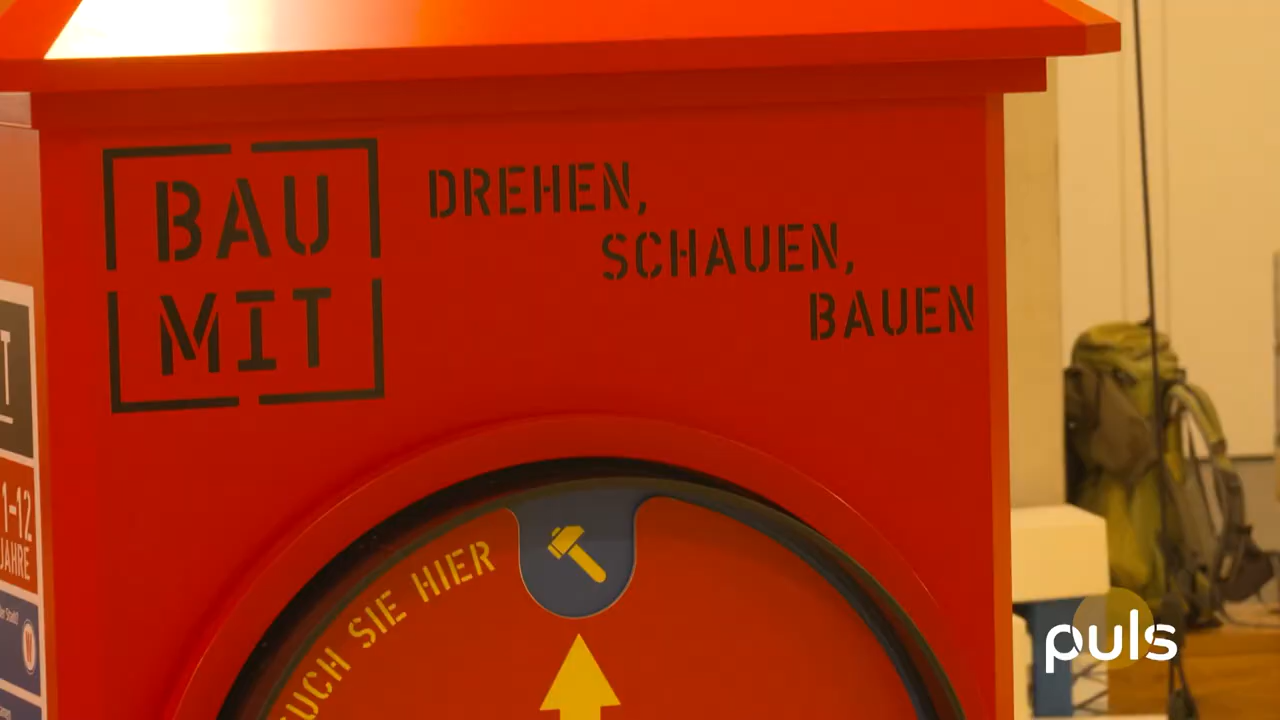 BAU
MIT
DREHEN,
SCHAUEN,
BAUEN
SIE HIER
1-12
JAHRE
puls